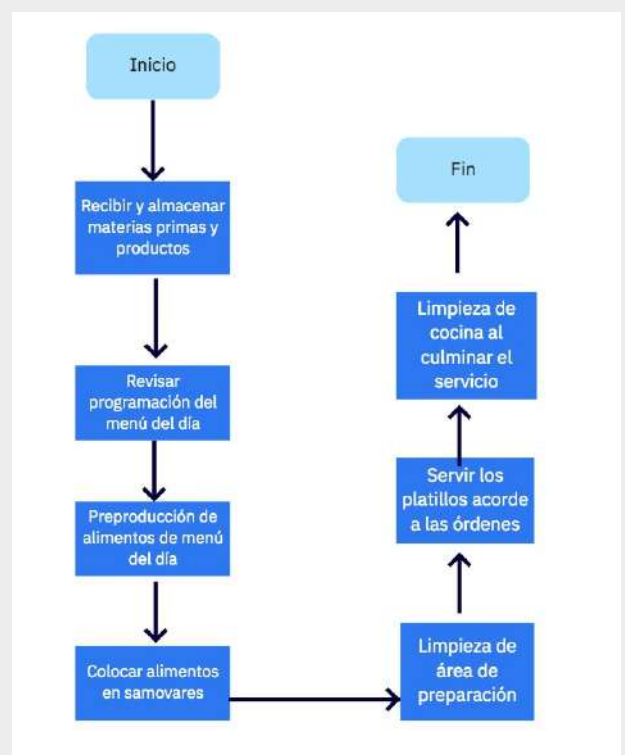 Inicio
Recibir y almacenar
materias primas y
productos
Revisar
programación del
menú del día
Preproducción de
alimentos de menú
del día
Colocar alimentos
en samovares
Limpieza de
área de
preparación
Servir los
platillos acorde
a las órdenes
Limpieza de
cocina al
culminar el
servicio
Fin